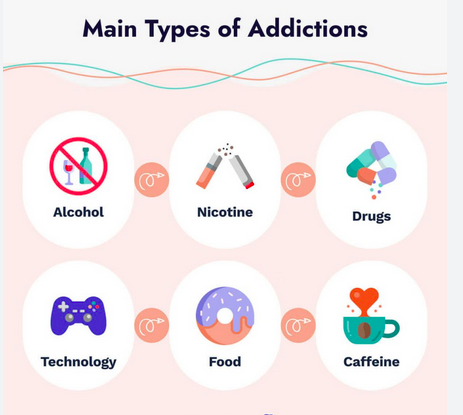 Main Types of Addictions
Alcohol
Nicotine
Drugs
Technology
Food
Caffeine